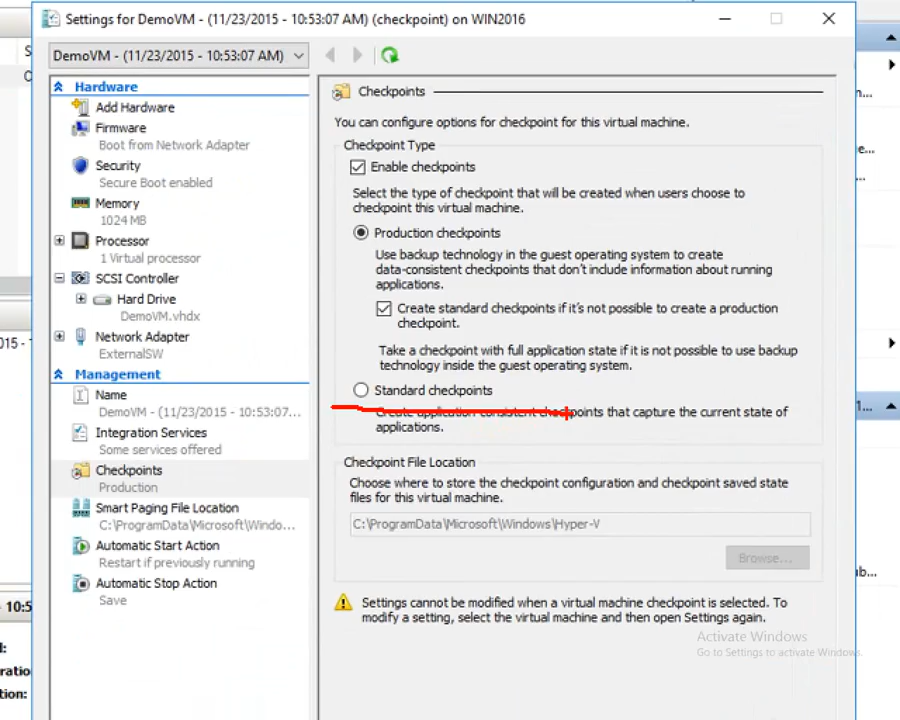 Settings for DemoVM - (11/23/2015 - 10:53:07 AM) (checkpoint) on WIN2016
DemoVM - (11/23/2015 - 10:53:07 AM)
Hardware
Add Hardware
Firmware
Boot from Network Adapter
Security
Secure Boot enabled
Memory
1024 MB
Processor
1 Virtual processor
SCSI Controller
Hard Drive
DemoVM.vhdx
Network Adapter
ExternalSW
Management
Name
DemoVM - (11/23/2015 - 10:53:07...
Integration Services
Some services offered
Checkpoints
Production
Smart Paging File Location
C:\ProgramData\Microsoft\Windo...
Automatic Start Action
Restart if previously running
Automatic Stop Action
Save
Checkpoints
You can configure options for checkpoint for this virtual machine.
Checkpoint Type
Enable checkpoints
Select the type of checkpoint that will be created when users choose to
checkpoint this virtual machine.
Production checkpoints
Use backup technology in the guest operating system to create
data-consistent checkpoints that don't include information about running
applications.
Create standard checkpoints if it's not possible to create a production
checkpoint.
Take a checkpoint with full application state if it is not possible to use backup
technology inside the guest operating system.
Standard checkpoints
Create application-consistent checkpoints that capture the current state of
applications.
Checkpoint File Location
Choose where to store the checkpoint configuration and checkpoint saved state
files for this virtual machine.
C:\ProgramData\Microsoft\Windows\Hyper-V
Browse...
Settings cannot be modified when a virtual machine checkpoint is selected. To
modify a setting, select the virtual machine and then open Settings again.
Activate Windows
Go to Settings to activate Windows.
015 -
- 10:5